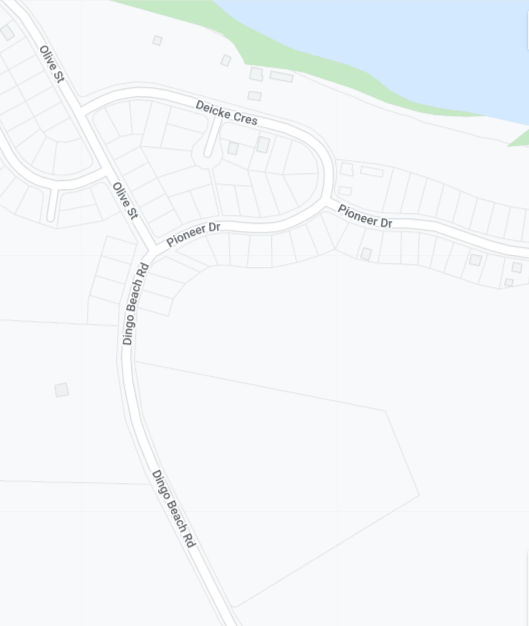 Olive St
Deicke Cres
Olive St
Pioneer Dr
Pioneer Dr
Dingo Beach Rd
Dingo Beach Rd